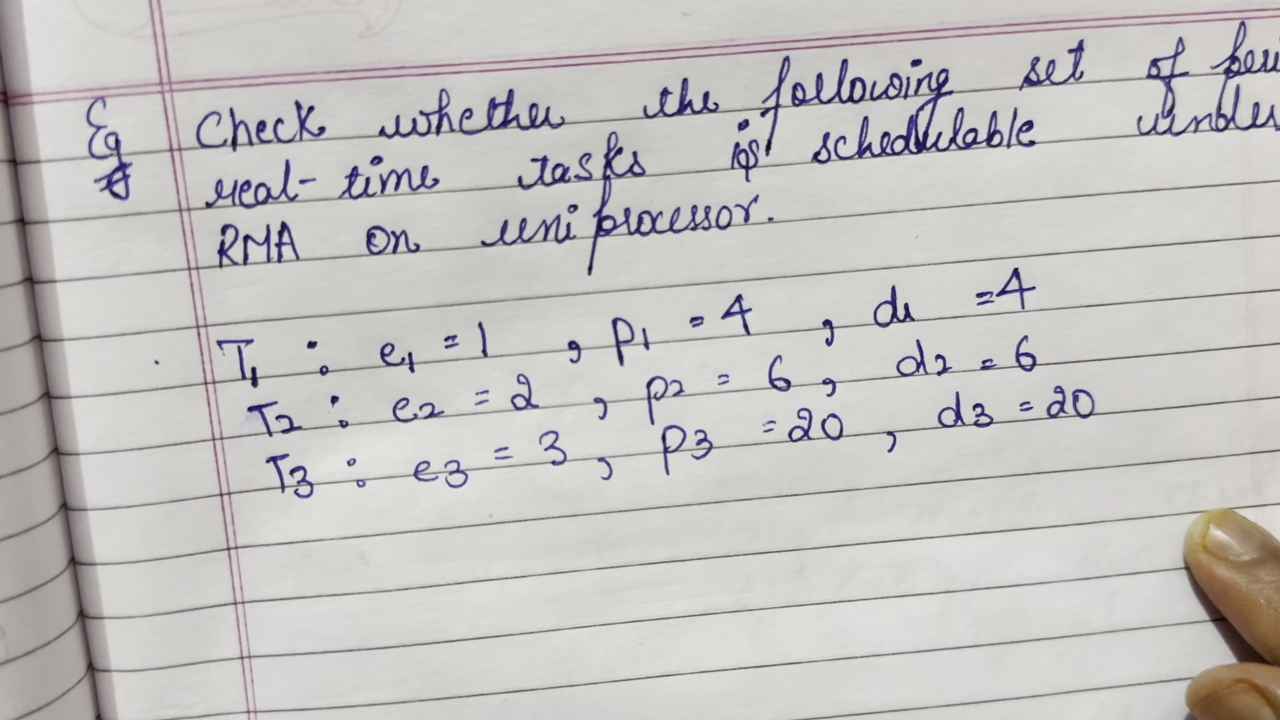 Eg Check whether the following set of peri
real-time tasks is schedulable under
RMA on uniprocessor.
T1 : e1 = 1 , p1 = 4 , d1 = 4
T2 : e2 = 2 , p2 = 6 , d2 = 6
T3 : e3 = 3 , p3 = 20 , d3 = 20